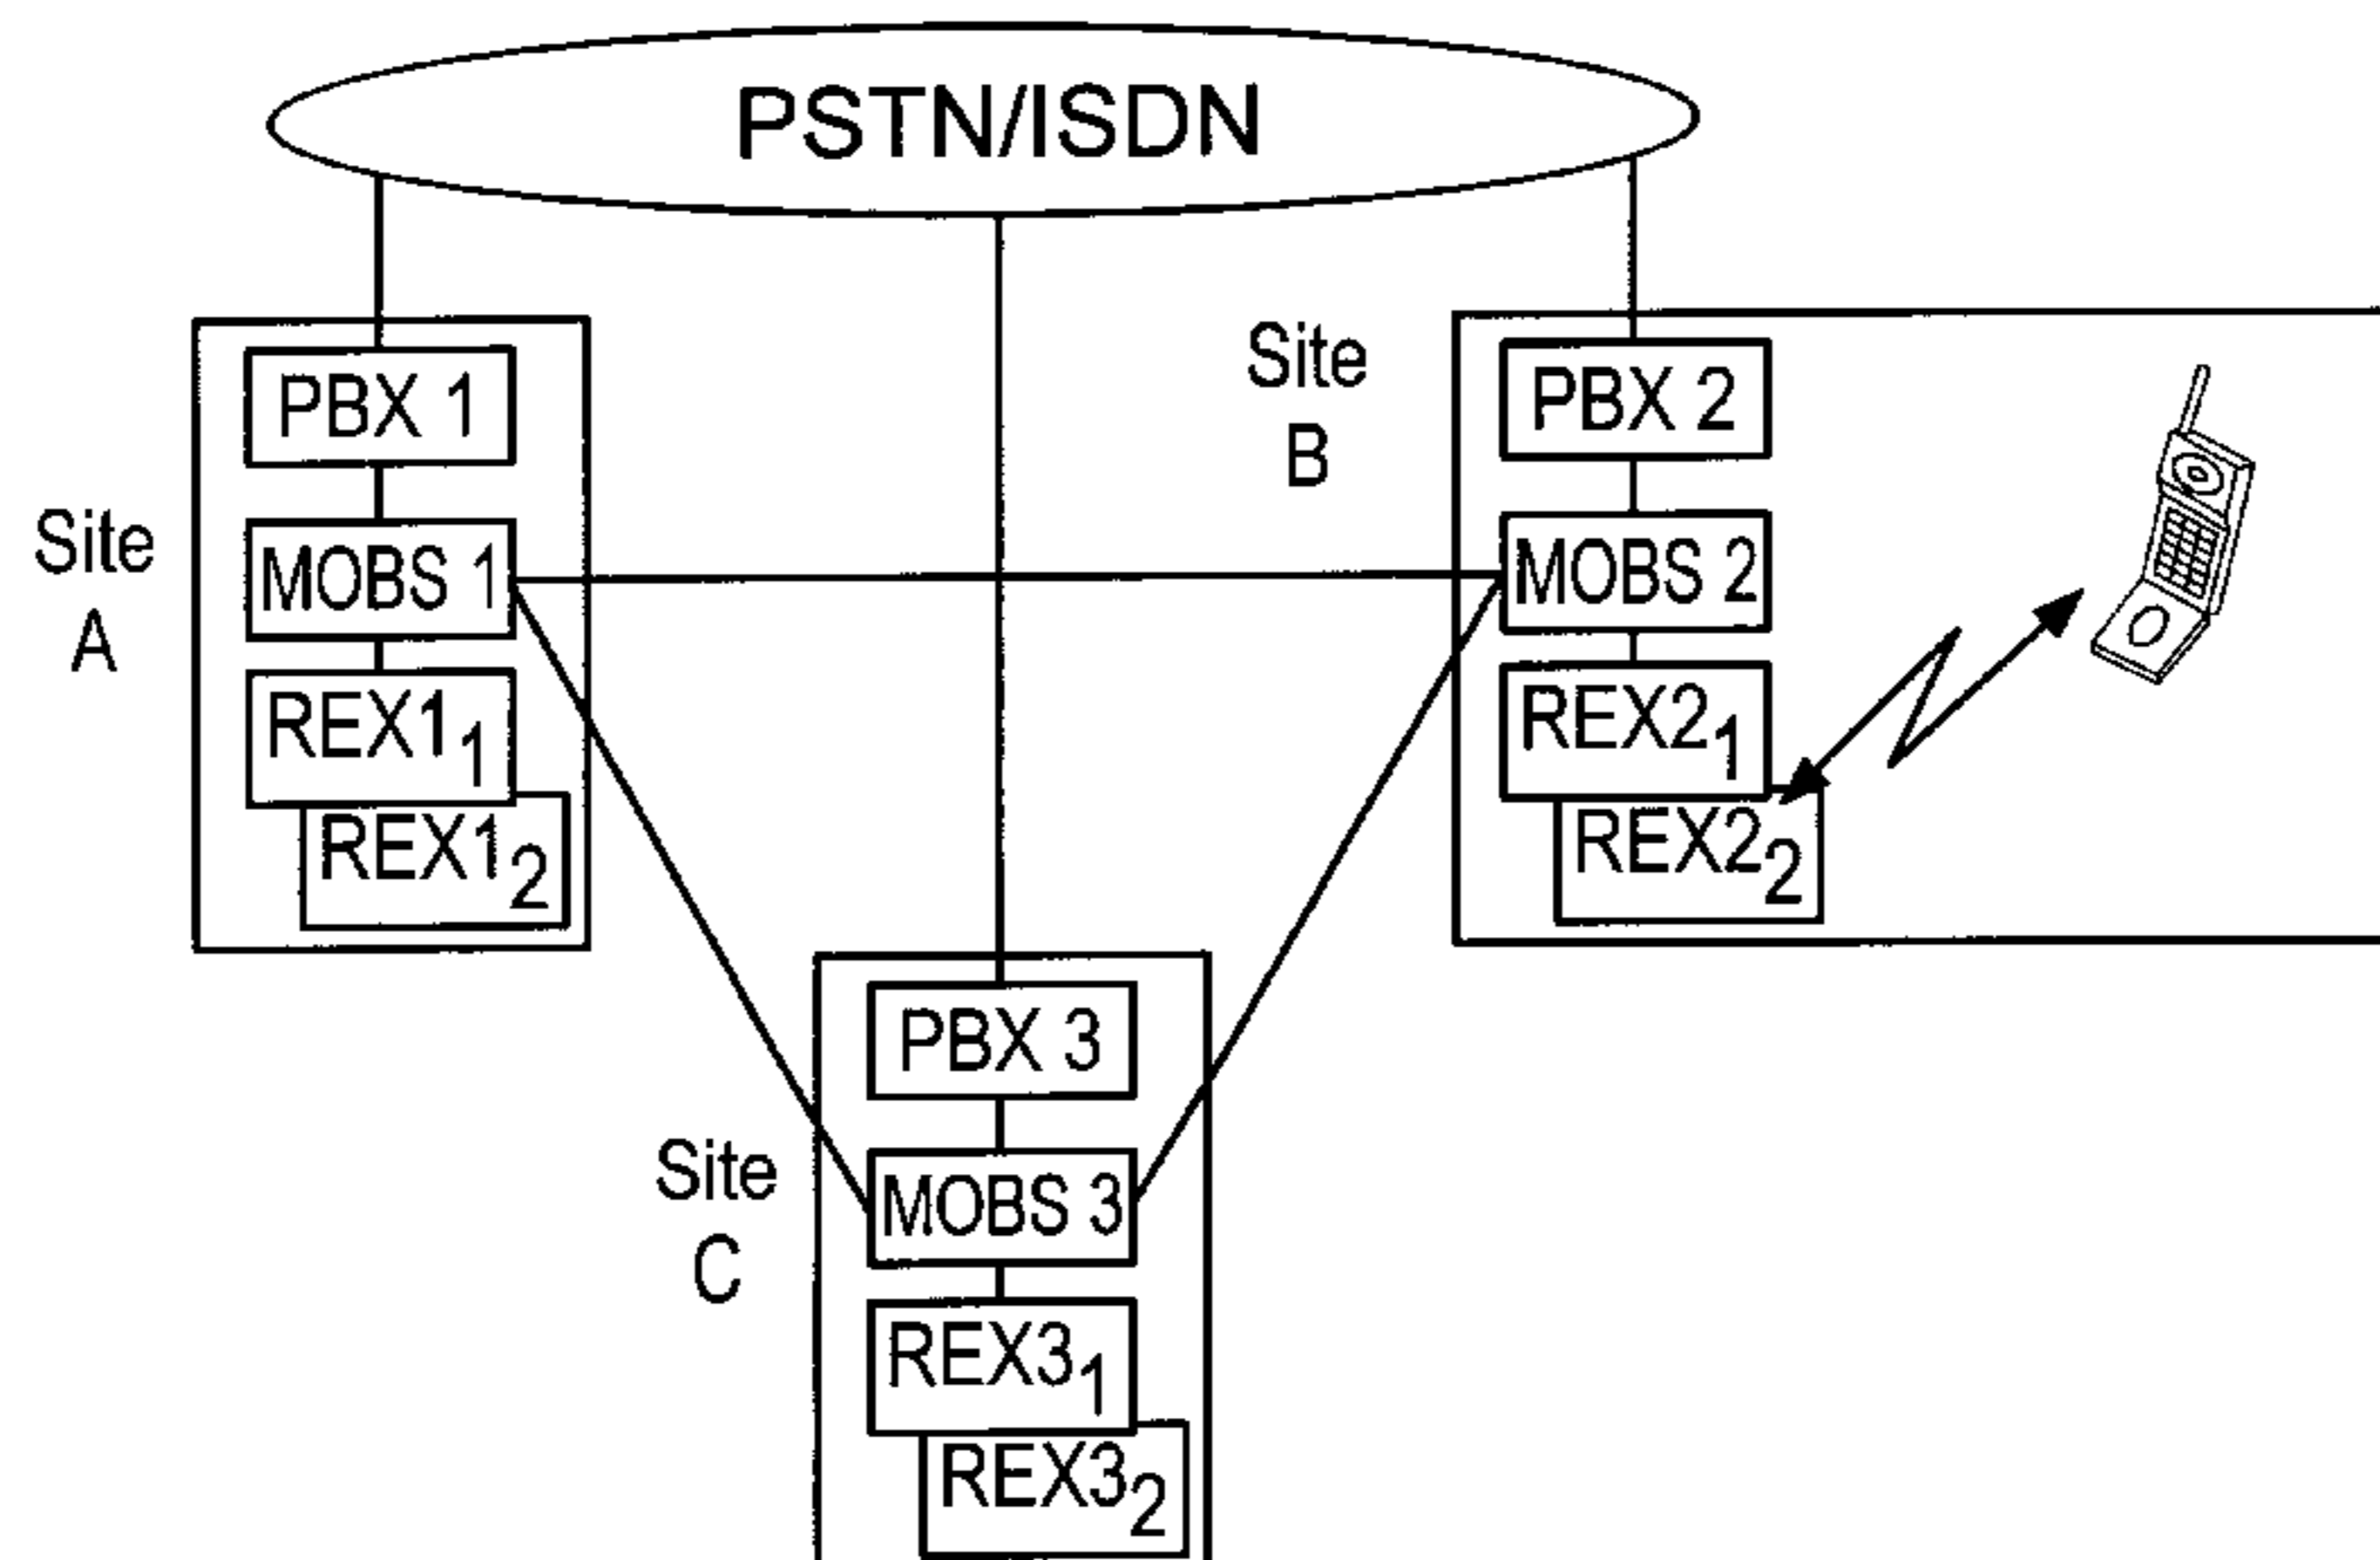 PSTN/ISDN
Site
A
PBX 1
MOBS 1
REX1₁
REX1₂
Site
B
PBX 2
MOBS 2
REX2₁
REX2₂
Site
C
PBX 3
MOBS 3
REX3₁
REX3₂